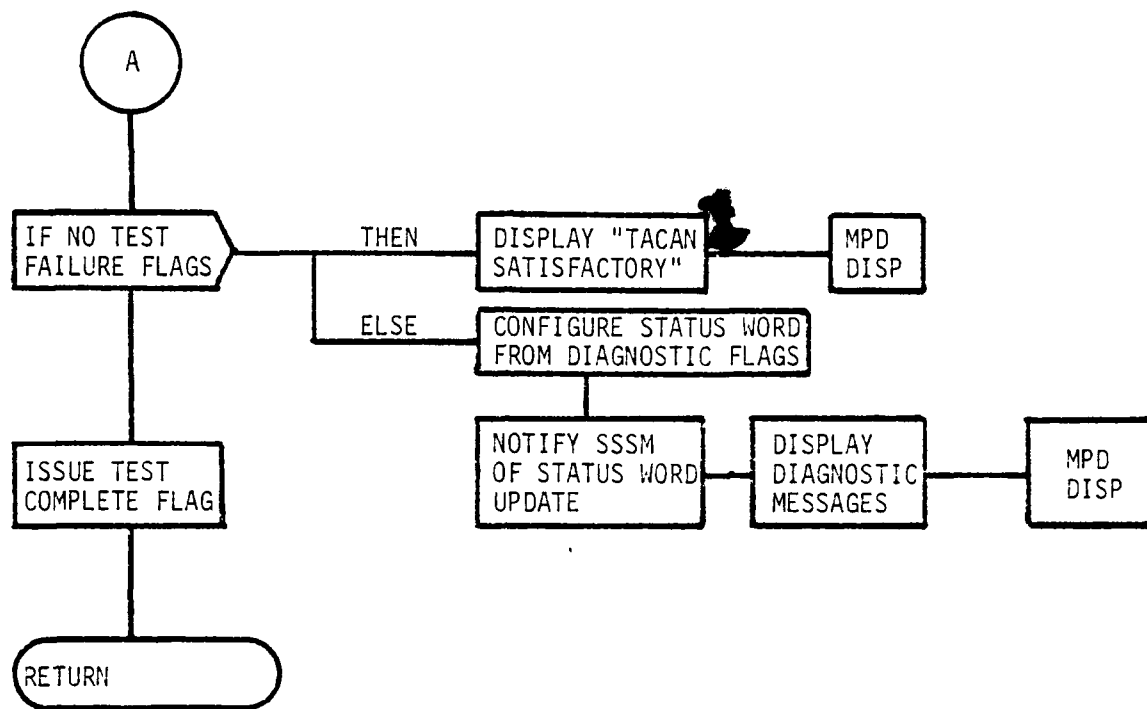 A
IF NO TEST
FAILURE FLAGS
THEN
DISPLAY "TACAN
SATISFACTORY"
MPD
DISP
ELSE
CONFIGURE STATUS WORD
FROM DIAGNOSTIC FLAGS
NOTIFY SSSM
OF STATUS WORD
UPDATE
DISPLAY
DIAGNOSTIC
MESSAGES
MPD
DISP
ISSUE TEST
COMPLETE FLAG
RETURN